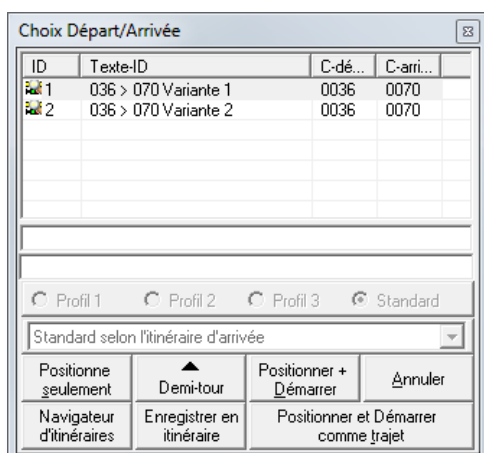 Choix Départ/Arrivée
ID Texte-ID C-dé... C-arri...
1 036 > 070 Variante 1 0036 0070
2 036 > 070 Variante 2 0036 0070
Profil 1 Profil 2 Profil 3 Standard
Standard selon l'itinéraire d'arrivée
Positionne seulement
Demi-tour
Positionner + Démarrer
Annuler
Navigateur d'itinéraires
Enregistrer en itinéraire
Positionner et Démarrer comme trajet